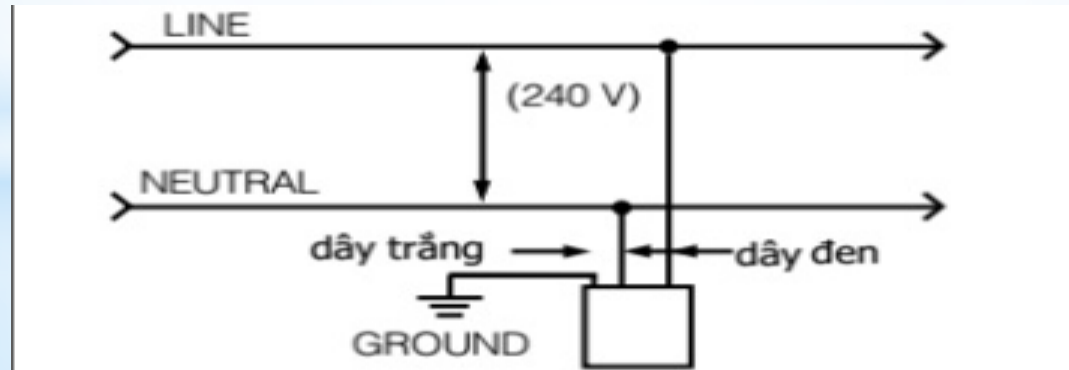 LINE
(240 V)
NEUTRAL
dây trắng
dây đen
GROUND